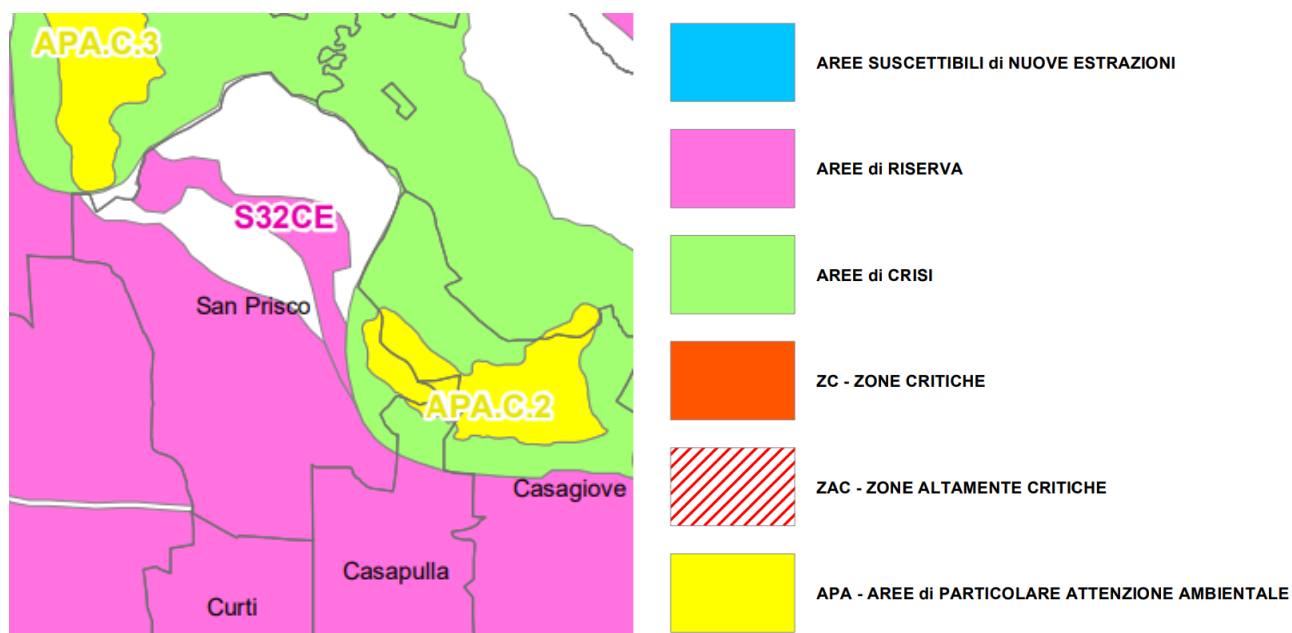 APA.C.3
S32CE
San Prisco
APA.C.2
Casagiove
Casapulla
Curti
AREE SUSCETTIBILI di NUOVE ESTRAZIONI
AREE di RISERVA
AREE di CRISI
ZC - ZONE CRITICHE
ZAC - ZONE ALTAMENTE CRITICHE
APA - AREE di PARTICOLARE ATTENZIONE AMBIENTALE